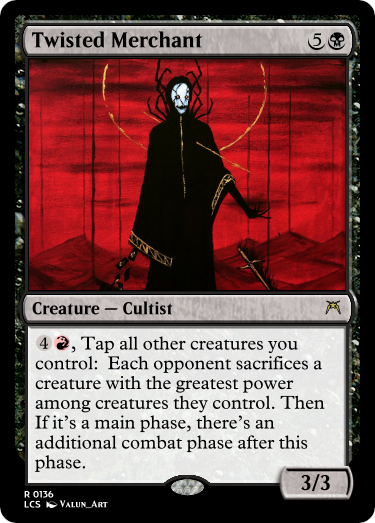 Twisted Merchant 5
Creature — Cultist
4 , Tap all other creatures you
control: Each opponent sacrifices a
creature with the greatest power
among creatures they control. Then
If it's a main phase, there's an
additional combat phase after this
phase.
3/3
R 0136
LCS Valun_Art